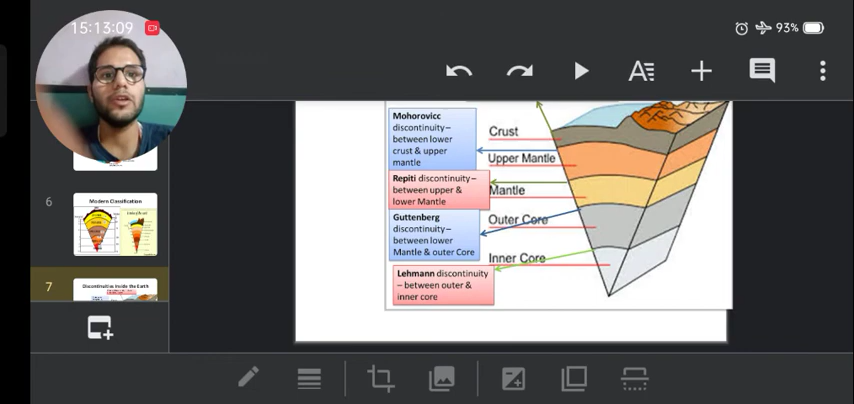 15:13:09
93%
Mohorovicc
discontinuity–
between lower
crust & upper
mantle
Crust
Upper Mantle
Repiti discontinuity–
between upper &
lower Mantle
Mantle
Guttenberg
discontinuity–
between lower
Mantle & outer Core
Outer Core
Inner Core
Lehmann discontinuity
– between outer &
inner core
6
Modern Classification
7
Discontinuities inside the Earth